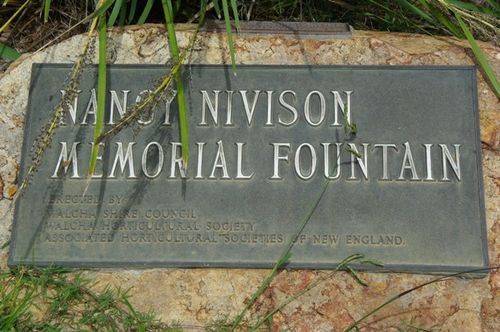 NANCY NIVISON
MEMORIAL FOUNTAIN
ERECTED BY
WALCHA SHIRE COUNCIL
WALCHA HORTICULTURAL SOCIETY
ASSOCIATED HORTICULTURAL SOCIETIES OF NEW ENGLAND.